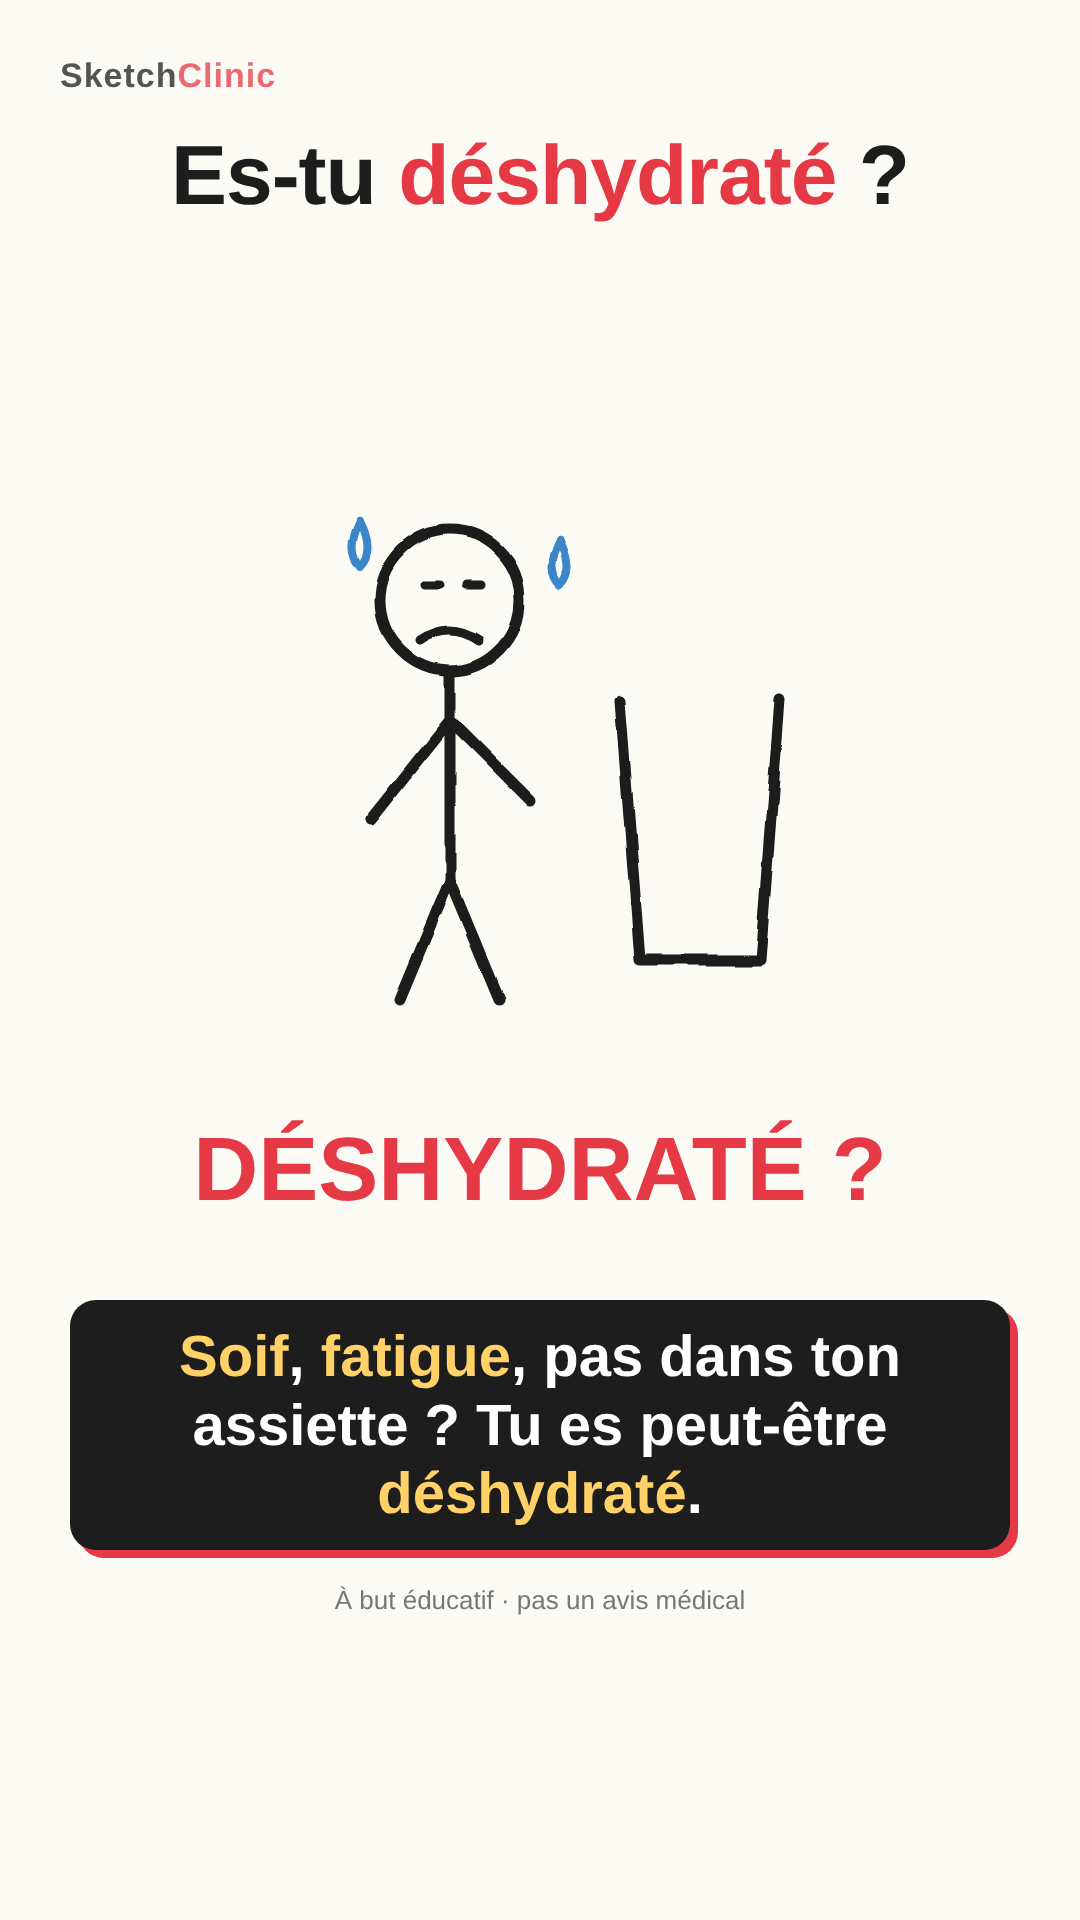 SketchClinic
Es-tu déshydraté ?
DÉSHYDRATÉ ?
Soif, fatigue, pas dans ton
assiette ? Tu es peut-être
déshydraté.
À but éducatif · pas un avis médical